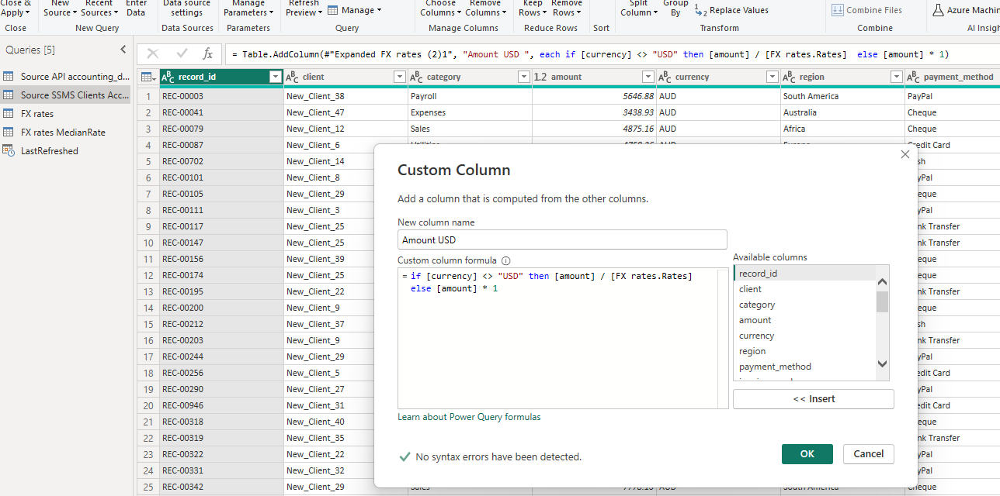 Close & Apply
New Source
Recent Sources
Enter Data
Data source settings
Manage Parameters
Refresh Preview
Manage
Choose Columns
Remove Columns
Keep Rows
Remove Rows
Split Column
Group By
Replace Values
Combine Files
Azure Machin
Close
New Query
Data Sources
Parameters
Query
Manage Columns
Reduce Rows
Sort
Transform
Combine
AI Insigh
Queries [5]
fx
= Table.AddColumn(#"Expanded FX rates (2)1", "Amount USD ", each if [currency] <> "USD" then [amount] / [FX rates.Rates]  else [amount] * 1)
Source API accounting_d...
Source SSMS Clients Acc...
FX rates
FX rates MedianRate
LastRefreshed
ABC record_id ABC client ABC category 1.2 amount ABC currency ABC region ABC payment_method
1 REC-00003 New_Client_38 Payroll 5646.88 AUD South America PayPal
2 REC-00041 New_Client_47 Expenses 3438.93 AUD Australia Cheque
3 REC-00079 New_Client_12 Sales 4875.16 AUD Africa Cheque
4 REC-00087 New_Client_6 redit Card
5 REC-00702 New_Client_14 sh
6 REC-00101 New_Client_8 yPal
7 REC-00105 New_Client_29 eque
8 REC-00111 New_Client_3 yPal
9 REC-00117 New_Client_25 nk Transfer
10 REC-00147 New_Client_25 nk Transfer
11 REC-00156 New_Client_39 eque
12 REC-00174 New_Client_25 eque
13 REC-00195 New_Client_22 nk Transfer
14 REC-00200 New_Client_9 eque
15 REC-00212 New_Client_37 sh
16 REC-00203 New_Client_9 nk Transfer
17 REC-00244 New_Client_29 yPal
18 REC-00256 New_Client_5 edit Card
19 REC-00290 New_Client_27 yPal
20 REC-00946 New_Client_31 edit Card
21 REC-00318 New_Client_40 eque
22 REC-00319 New_Client_35 nk Transfer
23 REC-00322 New_Client_22 yPal
24 REC-00331 New_Client_32 yPal
25 REC-00342 New_Client_29 Sales AUD South America Cheque
Custom Column
Add a column that is computed from the other columns.
New column name
Amount USD
Custom column formula
= if [currency] <> "USD" then [amount] / [FX rates.Rates]
else [amount] * 1
Available columns
record_id
client
category
amount
currency
region
payment_method
<< Insert
Learn about Power Query formulas
No syntax errors have been detected.
OK
Cancel